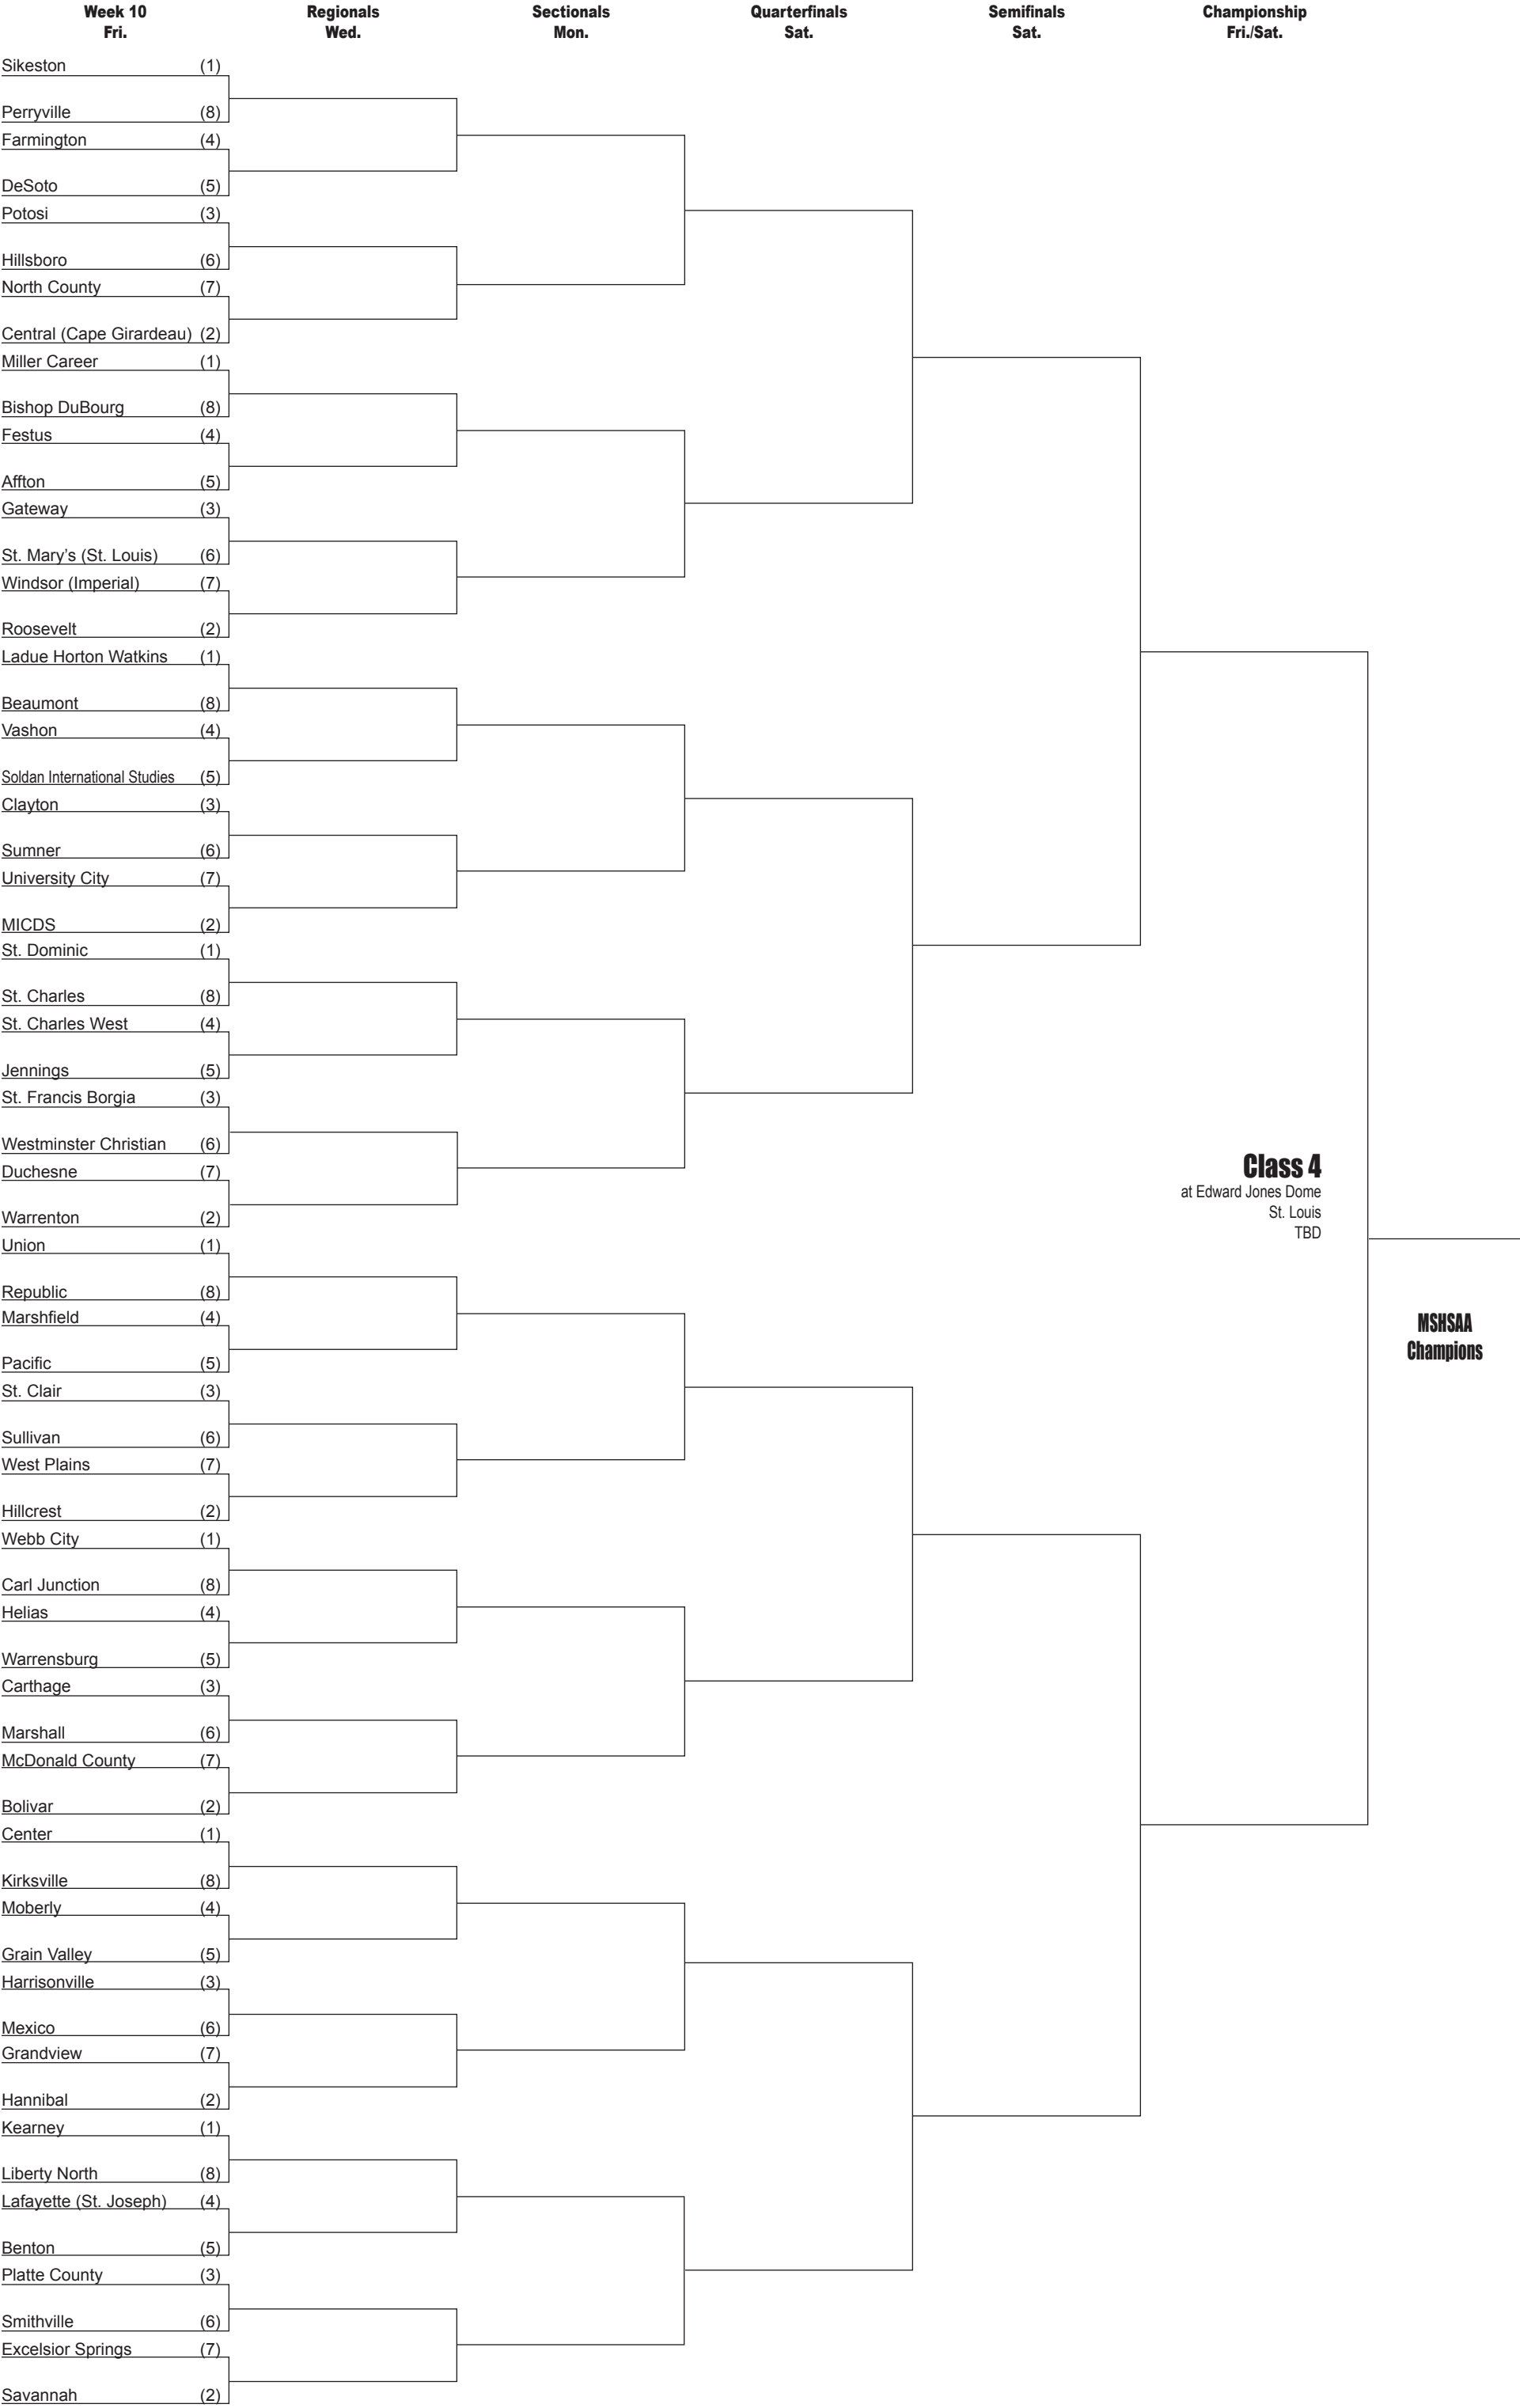 Week 10 Regionals Sectionals Quarterfinals Semifinals Championship
Fri. Wed. Mon. Sat. Sat. Fri./Sat.
Sikeston (1)
Perryville (8)
Farmington (4)
DeSoto (5)
Potosi (3)
Hillsboro (6)
North County (7)
Central (Cape Girardeau) (2)
Miller Career (1)
Bishop DuBourg (8)
Festus (4)
Affton (5)
Gateway (3)
St. Mary’s (St. Louis) (6)
Windsor (Imperial) (7)
Roosevelt (2)
Ladue Horton Watkins (1)
Beaumont (8)
Vashon (4)
Soldan International Studies (5)
Clayton (3)
Sumner (6)
University City (7)
MICDS (2)
St. Dominic (1)
St. Charles (8)
St. Charles West (4)
Jennings (5)
St. Francis Borgia (3)
Westminster Christian (6)
Duchesne (7)
Warrenton (2)
Union (1)
Republic (8)
Marshfield (4)
Pacific (5)
St. Clair (3)
Sullivan (6)
West Plains (7)
Hillcrest (2)
Webb City (1)
Carl Junction (8)
Helias (4)
Warrensburg (5)
Carthage (3)
Marshall (6)
McDonald County (7)
Bolivar (2)
Center (1)
Kirksville (8)
Moberly (4)
Grain Valley (5)
Harrisonville (3)
Mexico (6)
Grandview (7)
Hannibal (2)
Kearney (1)
Liberty North (8)
Lafayette (St. Joseph) (4)
Benton (5)
Platte County (3)
Smithville (6)
Excelsior Springs (7)
Savannah (2)
Class 4
at Edward Jones Dome
St. Louis
TBD
MSHSAA
Champions